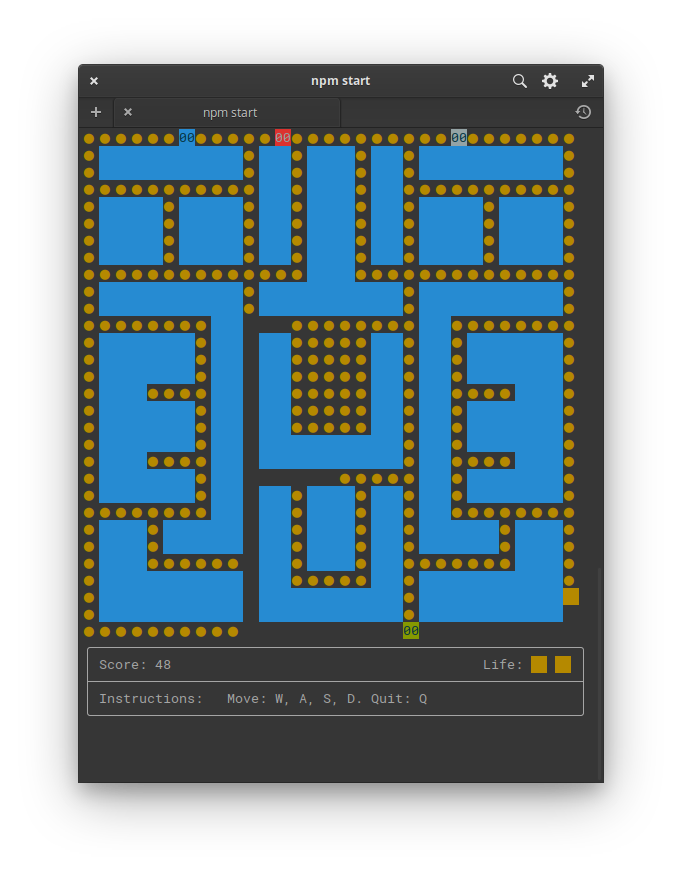 npm start
npm start
00 00 00
00
Score: 48 Life:
Instructions: Move: W, A, S, D. Quit: Q